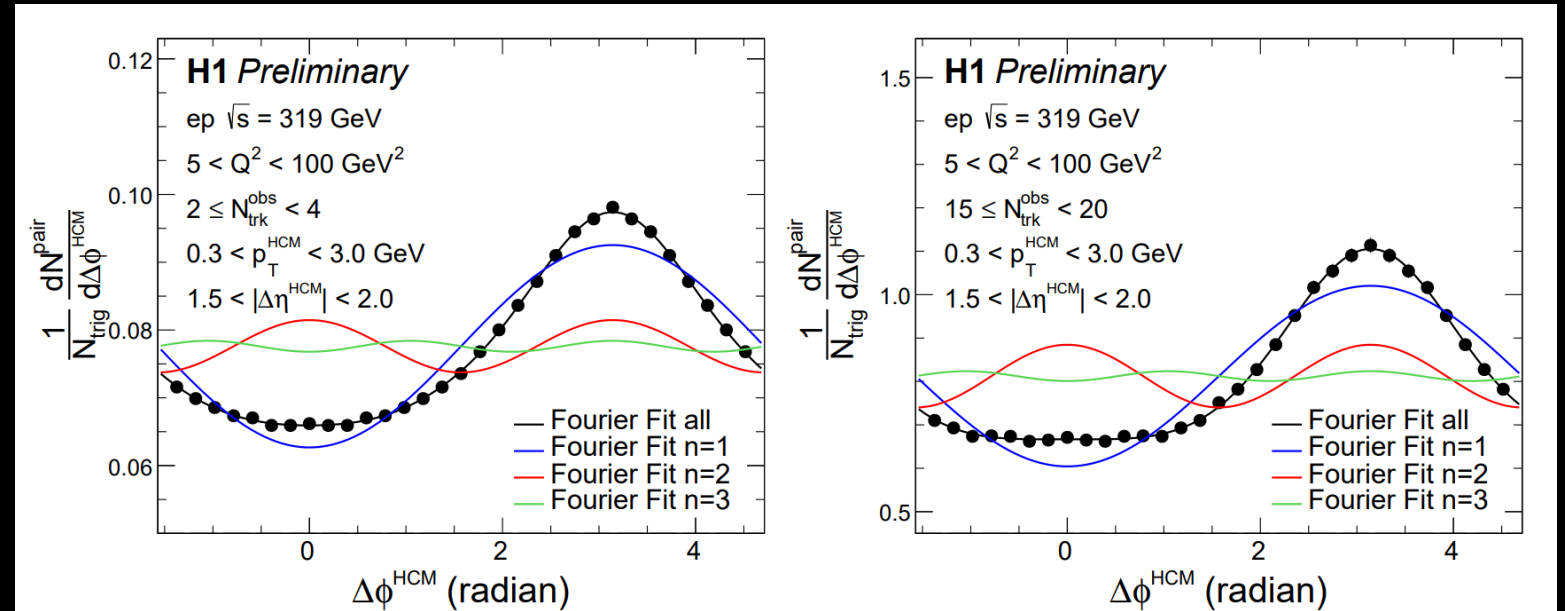 H1 Preliminary
ep √s = 319 GeV
5 < Q² < 100 GeV²
2 ≤ N_trk^obs < 4
0.3 < p_T^HCM < 3.0 GeV
1.5 < |Δη^HCM| < 2.0
Fourier Fit all
Fourier Fit n=1
Fourier Fit n=2
Fourier Fit n=3
0.12
0.10
0.08
0.06
1/N_trig dN^pair/dΔϕ^HCM
0 2 4
Δϕ^HCM (radian)
H1 Preliminary
ep √s = 319 GeV
5 < Q² < 100 GeV²
15 ≤ N_trk^obs < 20
0.3 < p_T^HCM < 3.0 GeV
1.5 < |Δη^HCM| < 2.0
Fourier Fit all
Fourier Fit n=1
Fourier Fit n=2
Fourier Fit n=3
1.5
1.0
0.5
1/N_trig dN^pair/dΔϕ^HCM
0 2 4
Δϕ^HCM (radian)